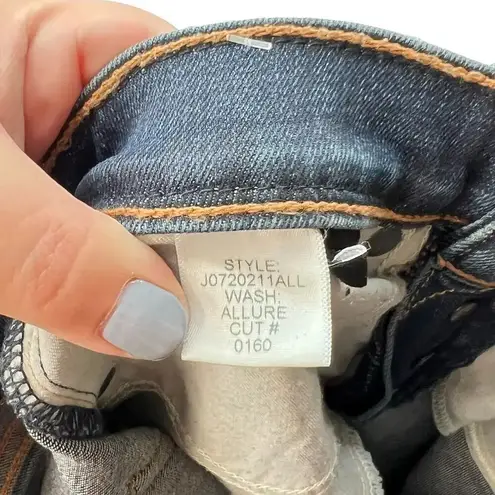 STYLE:
J0720211ALL
WASH:
ALLURE
CUT #
0160